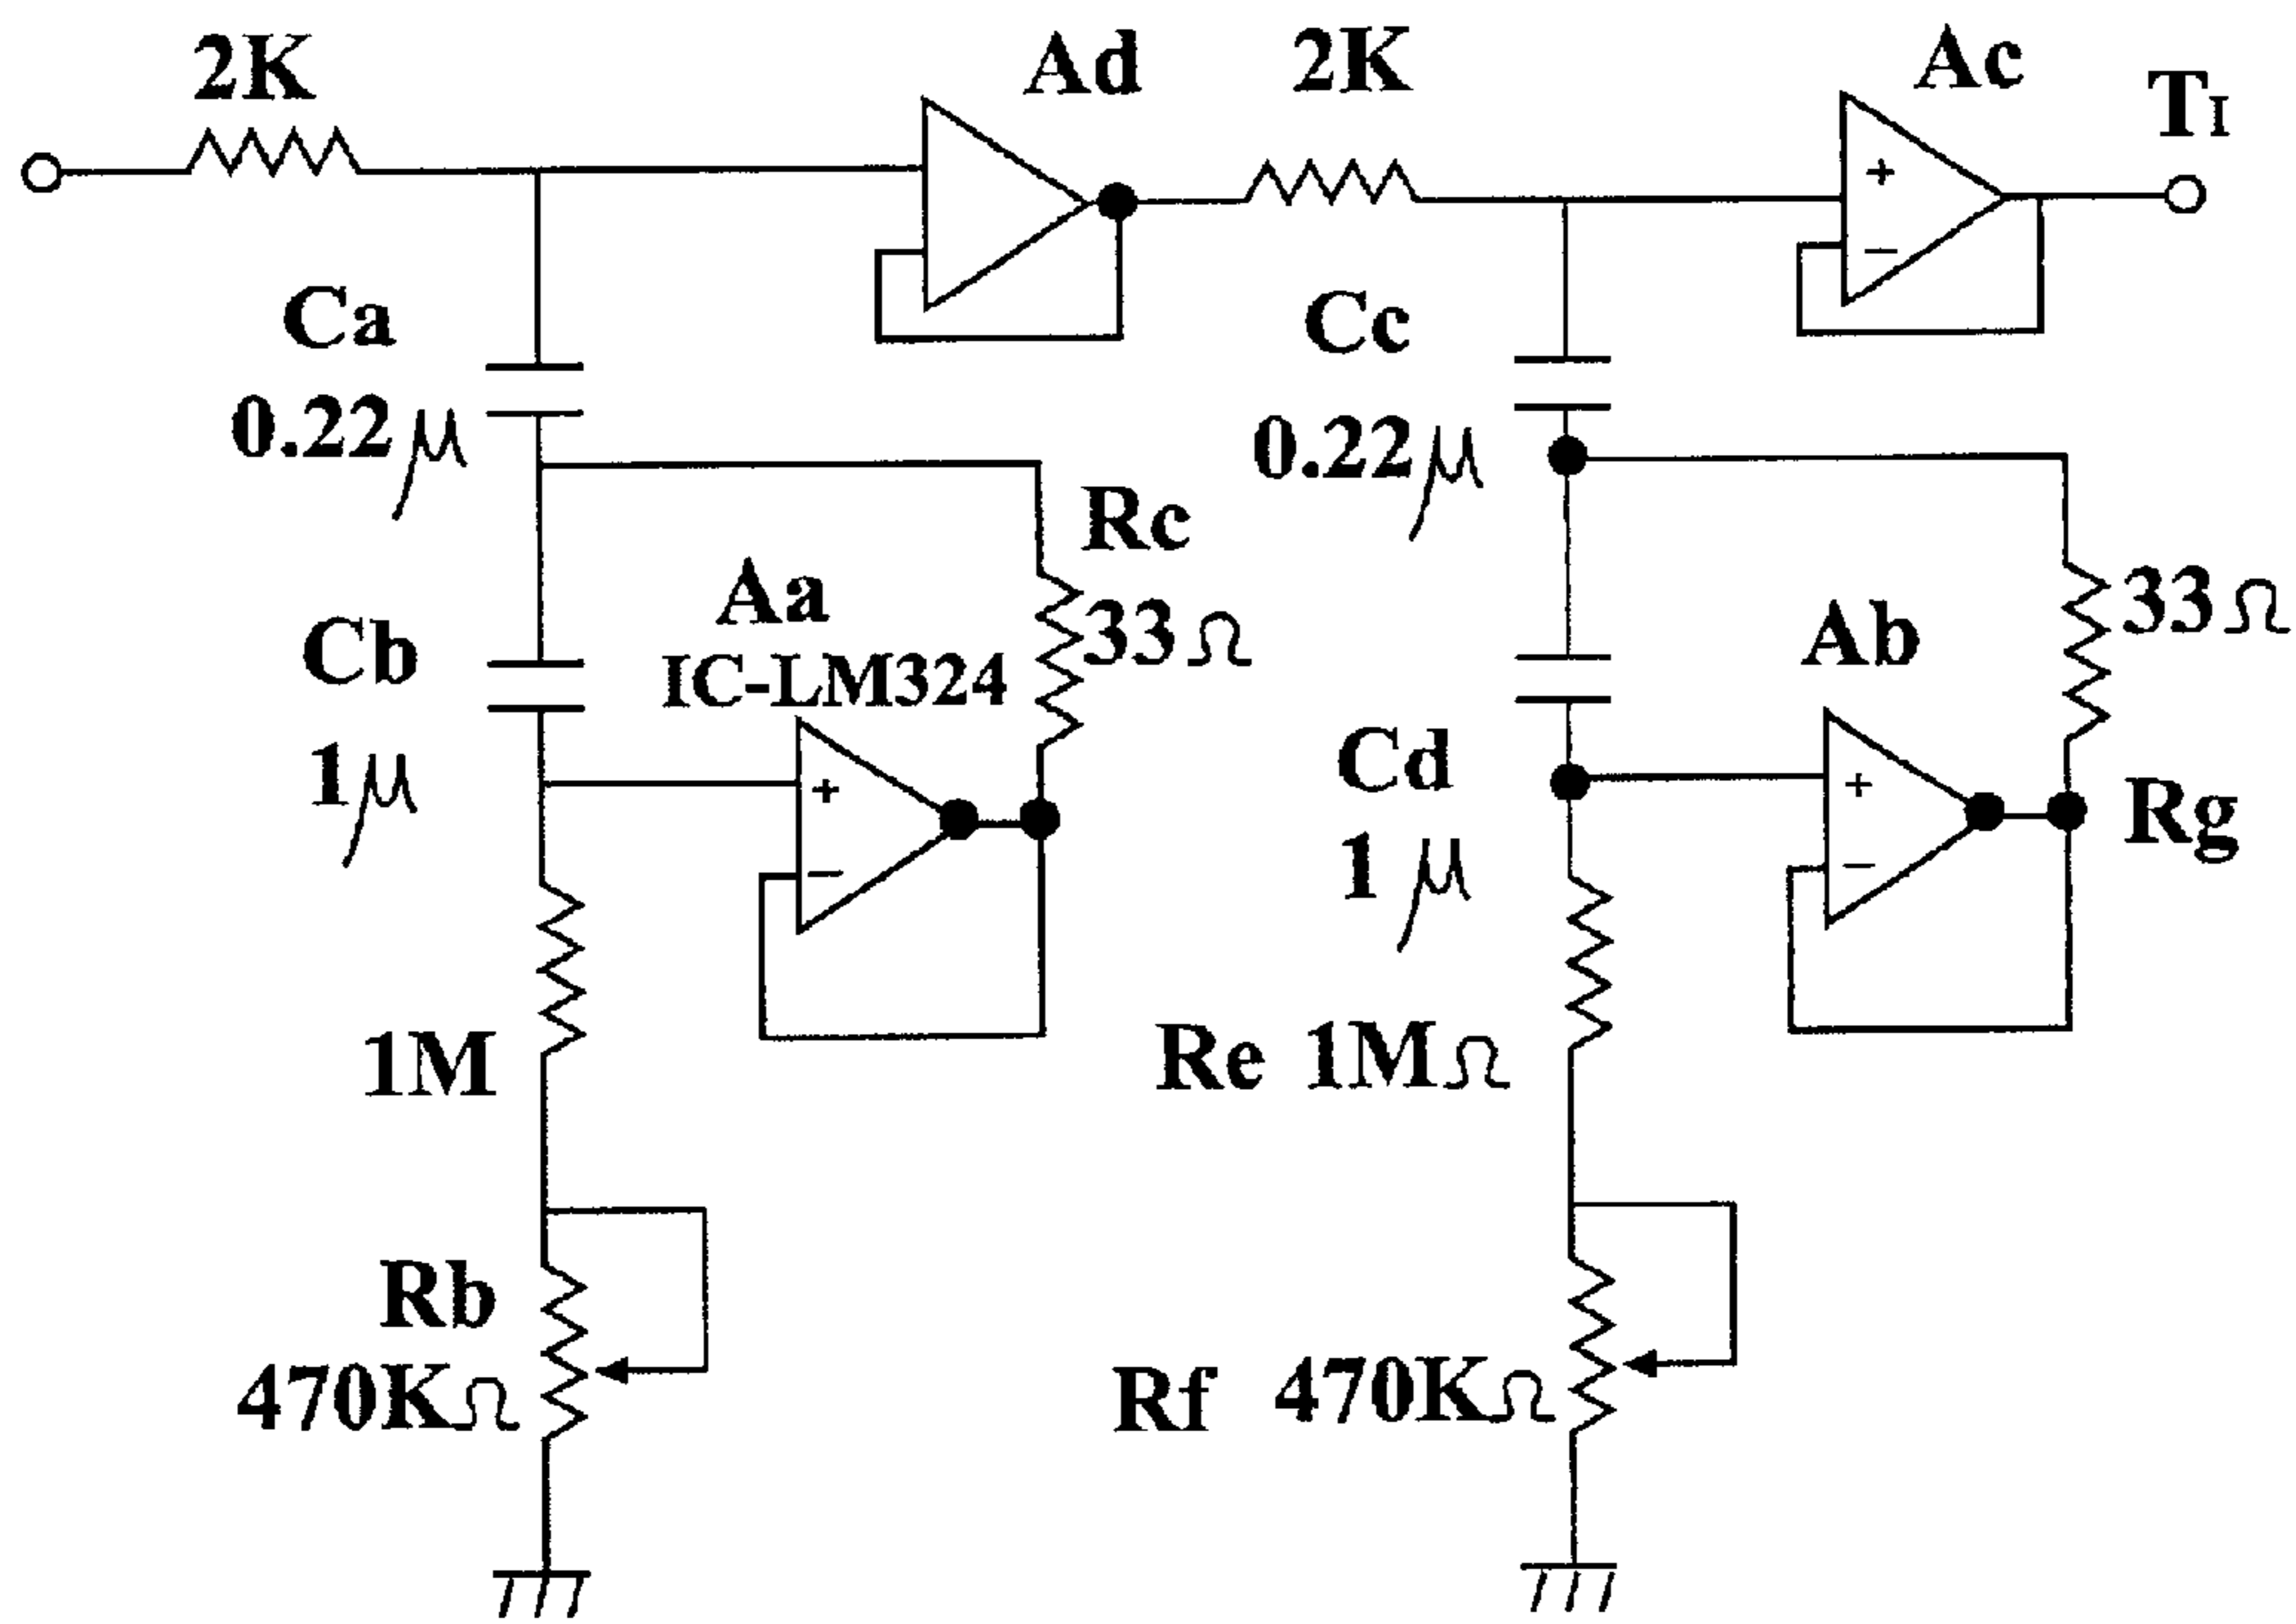 2K
Ad
2K
Ac
TI
+
−
Ca
0.22μ
Cc
0.22μ
Rc
33Ω
Aa
IC-LM324
+
−
Cb
1μ
33Ω
Ab
+
−
Rg
Cd
1μ
1M
Re 1MΩ
Rb
470KΩ
Rf 470KΩ